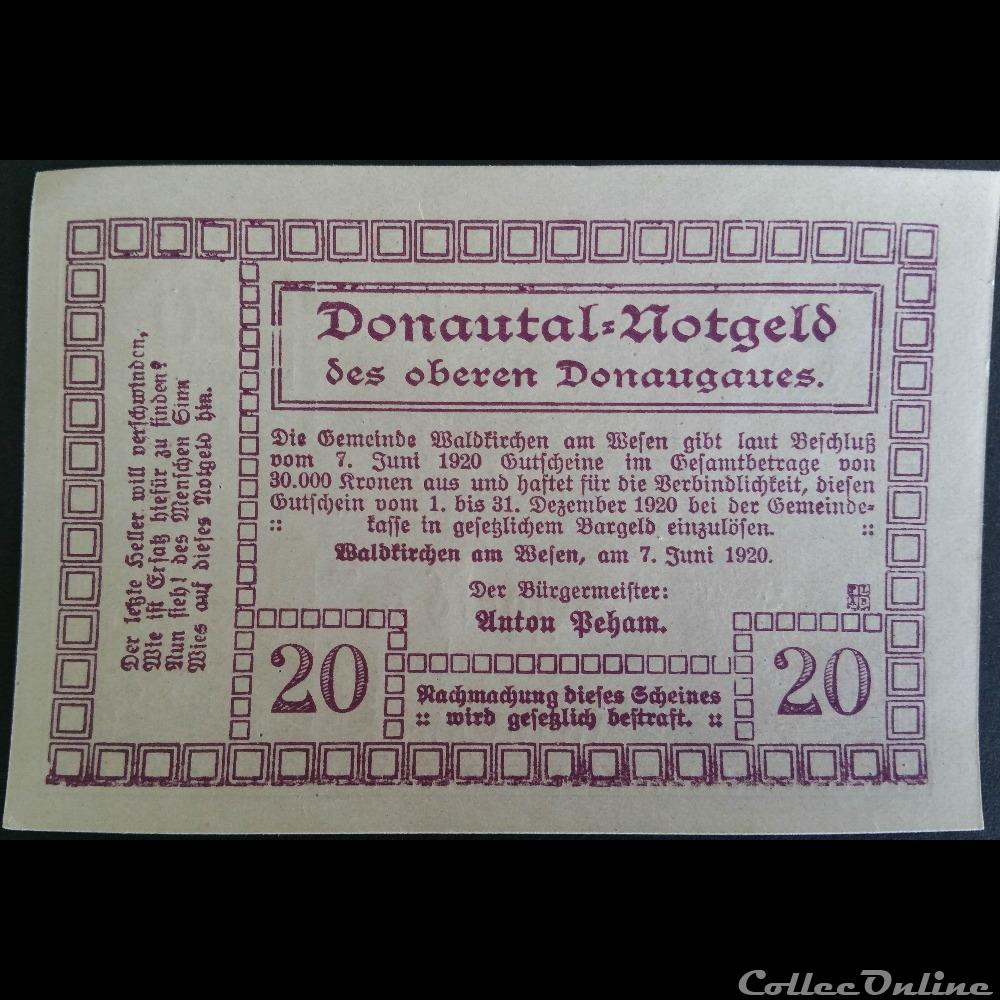 Donautal=Notgeld
des oberen Donaugaues.
Die Gemeinde Waldkirchen am Wesen gibt laut Beschluß
vom 7. Juni 1920 Gutscheine im Gesamtbetrage von
30.000 Kronen aus und haftet für die Verbindlichkeit, diesen
Gutschein vom 1. bis 31. Dezember 1920 bei der Gemeinde-
:: kasse in gesetzlichem Bargeld einzulösen. ::
Waldkirchen am Wesen, am 7. Juni 1920.
Der Bürgermeister:
Anton Peham.
20
Nachmachung dieses Scheines
:: wird gesetzlich bestraft. ::
20
Der letzte Heller will verschwinden,
Wie ist Ersatz hiefür zu finden?
Nun sieh! des Menschen Sinn
Wies auf dieses Notgeld hin.
CollecOnline